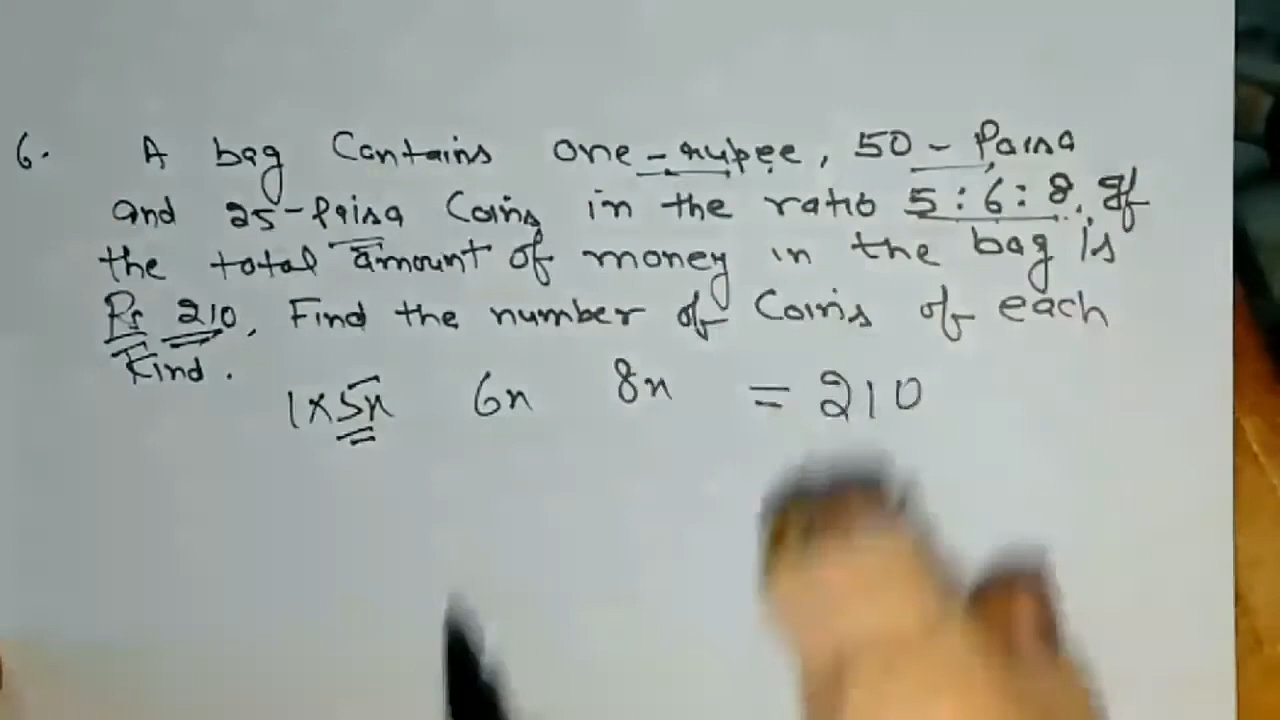 6. A bag Contains one-rupee, 50-Paisa
and 25-Paisa Coins in the ratio 5:6:8. If
the total amount of money in the bag is
Rs 210, Find the number of Coins of each
Kind.
1×5x 6x 8x = 210